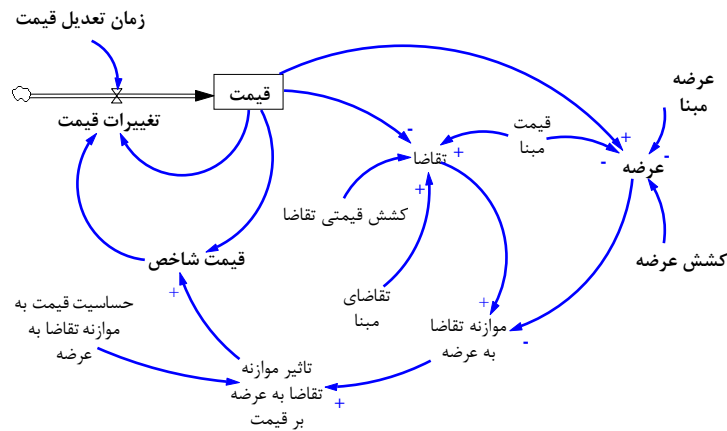 زمان تعدیل قیمت
قیمت
تغییرات قیمت
عرضه
مبنا
+
-
قیمت
مبنا
-
-
+
تقاضا
عرضه
+
کشش قیمتی تقاضا
قیمت شاخص
کشش عرضه
+
تقاضای
مبنا
حساسیت قیمت به
موازنه تقاضا به
عرضه
+
موازنه تقاضا
به عرضه
-
تاثیر موازنه
تقاضا به عرضه
بر قیمت
+